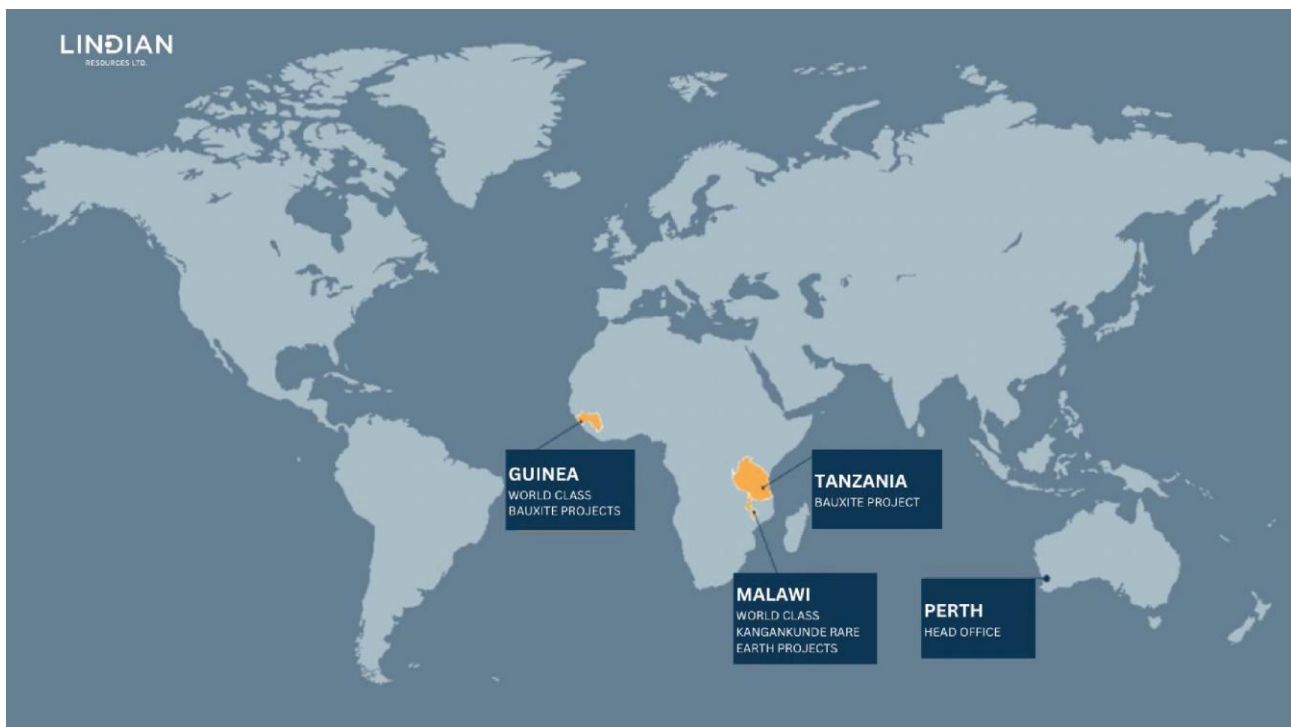 LINDIAN
RESOURCES LTD.
GUINEA
WORLD CLASS
BAUXITE PROJECTS
TANZANIA
BAUXITE PROJECT
MALAWI
WORLD CLASS
KANGANKUNDE RARE
EARTH PROJECTS
PERTH
HEAD OFFICE